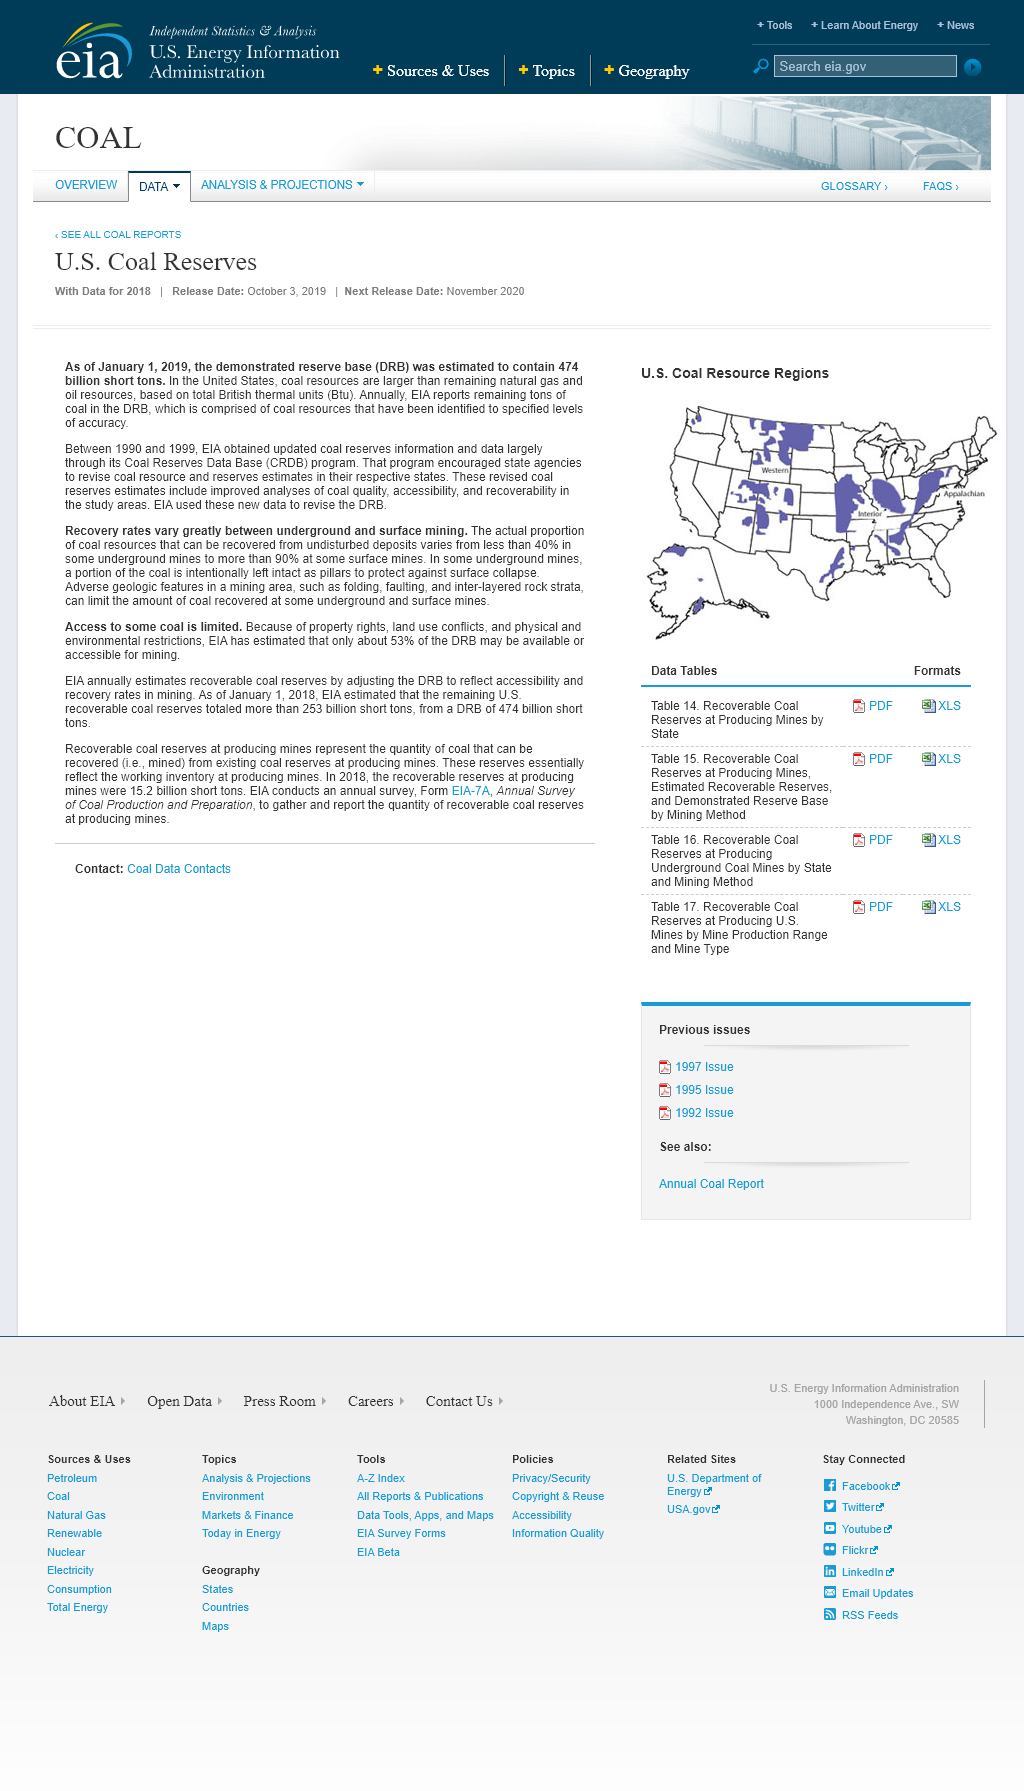 eia
Independent Statistics & Analysis
U.S. Energy Information
Administration
+ Sources & Uses
+ Topics
+ Geography
+ Tools
+ Learn About Energy
+ News
Search eia.gov
COAL
OVERVIEW
DATA
ANALYSIS & PROJECTIONS
GLOSSARY ›
FAQS ›
‹ SEE ALL COAL REPORTS
U.S. Coal Reserves
With Data for 2018 | Release Date: October 3, 2019 | Next Release Date: November 2020
As of January 1, 2019, the demonstrated reserve base (DRB) was estimated to contain 474
billion short tons. In the United States, coal resources are larger than remaining natural gas and
oil resources, based on total British thermal units (Btu). Annually, EIA reports remaining tons of
coal in the DRB, which is comprised of coal resources that have been identified to specified levels
of accuracy.
Between 1990 and 1999, EIA obtained updated coal reserves information and data largely
through its Coal Reserves Data Base (CRDB) program. That program encouraged state agencies
to revise coal resource and reserves estimates in their respective states. These revised coal
reserves estimates include improved analyses of coal quality, accessibility, and recoverability in
the study areas. EIA used these new data to revise the DRB.
Recovery rates vary greatly between underground and surface mining. The actual proportion
of coal resources that can be recovered from undisturbed deposits varies from less than 40% in
some underground mines to more than 90% at some surface mines. In some underground mines,
a portion of the coal is intentionally left intact as pillars to protect against surface collapse.
Adverse geologic features in a mining area, such as folding, faulting, and inter-layered rock strata,
can limit the amount of coal recovered at some underground and surface mines.
Access to some coal is limited. Because of property rights, land use conflicts, and physical and
environmental restrictions, EIA has estimated that only about 53% of the DRB may be available or
accessible for mining.
EIA annually estimates recoverable coal reserves by adjusting the DRB to reflect accessibility and
recovery rates in mining. As of January 1, 2018, EIA estimated that the remaining U.S.
recoverable coal reserves totaled more than 253 billion short tons, from a DRB of 474 billion short
tons.
Recoverable coal reserves at producing mines represent the quantity of coal that can be
recovered (i.e., mined) from existing coal reserves at producing mines. These reserves essentially
reflect the working inventory at producing mines. In 2018, the recoverable reserves at producing
mines were 15.2 billion short tons. EIA conducts an annual survey, Form EIA-7A, Annual Survey
of Coal Production and Preparation, to gather and report the quantity of recoverable coal reserves
at producing mines.
Contact: Coal Data Contacts
U.S. Coal Resource Regions
Western
Appalachian
Interior
Data Tables Formats
Table 14. Recoverable Coal PDF XLS
Reserves at Producing Mines by
State
Table 15. Recoverable Coal PDF XLS
Reserves at Producing Mines,
Estimated Recoverable Reserves,
and Demonstrated Reserve Base
by Mining Method
Table 16. Recoverable Coal PDF XLS
Reserves at Producing
Underground Coal Mines by State
and Mining Method
Table 17. Recoverable Coal PDF XLS
Reserves at Producing U.S.
Mines by Mine Production Range
and Mine Type
Previous issues
1997 Issue
1995 Issue
1992 Issue
See also:
Annual Coal Report
About EIA
Open Data
Press Room
Careers
Contact Us
U.S. Energy Information Administration
1000 Independence Ave., SW
Washington, DC 20585
Sources & Uses
Petroleum
Coal
Natural Gas
Renewable
Nuclear
Electricity
Consumption
Total Energy
Topics
Analysis & Projections
Environment
Markets & Finance
Today in Energy
Geography
States
Countries
Maps
Tools
A-Z Index
All Reports & Publications
Data Tools, Apps, and Maps
EIA Survey Forms
EIA Beta
Policies
Privacy/Security
Copyright & Reuse
Accessibility
Information Quality
Related Sites
U.S. Department of
Energy
USA.gov
Stay Connected
Facebook
Twitter
Youtube
Flickr
LinkedIn
Email Updates
RSS Feeds